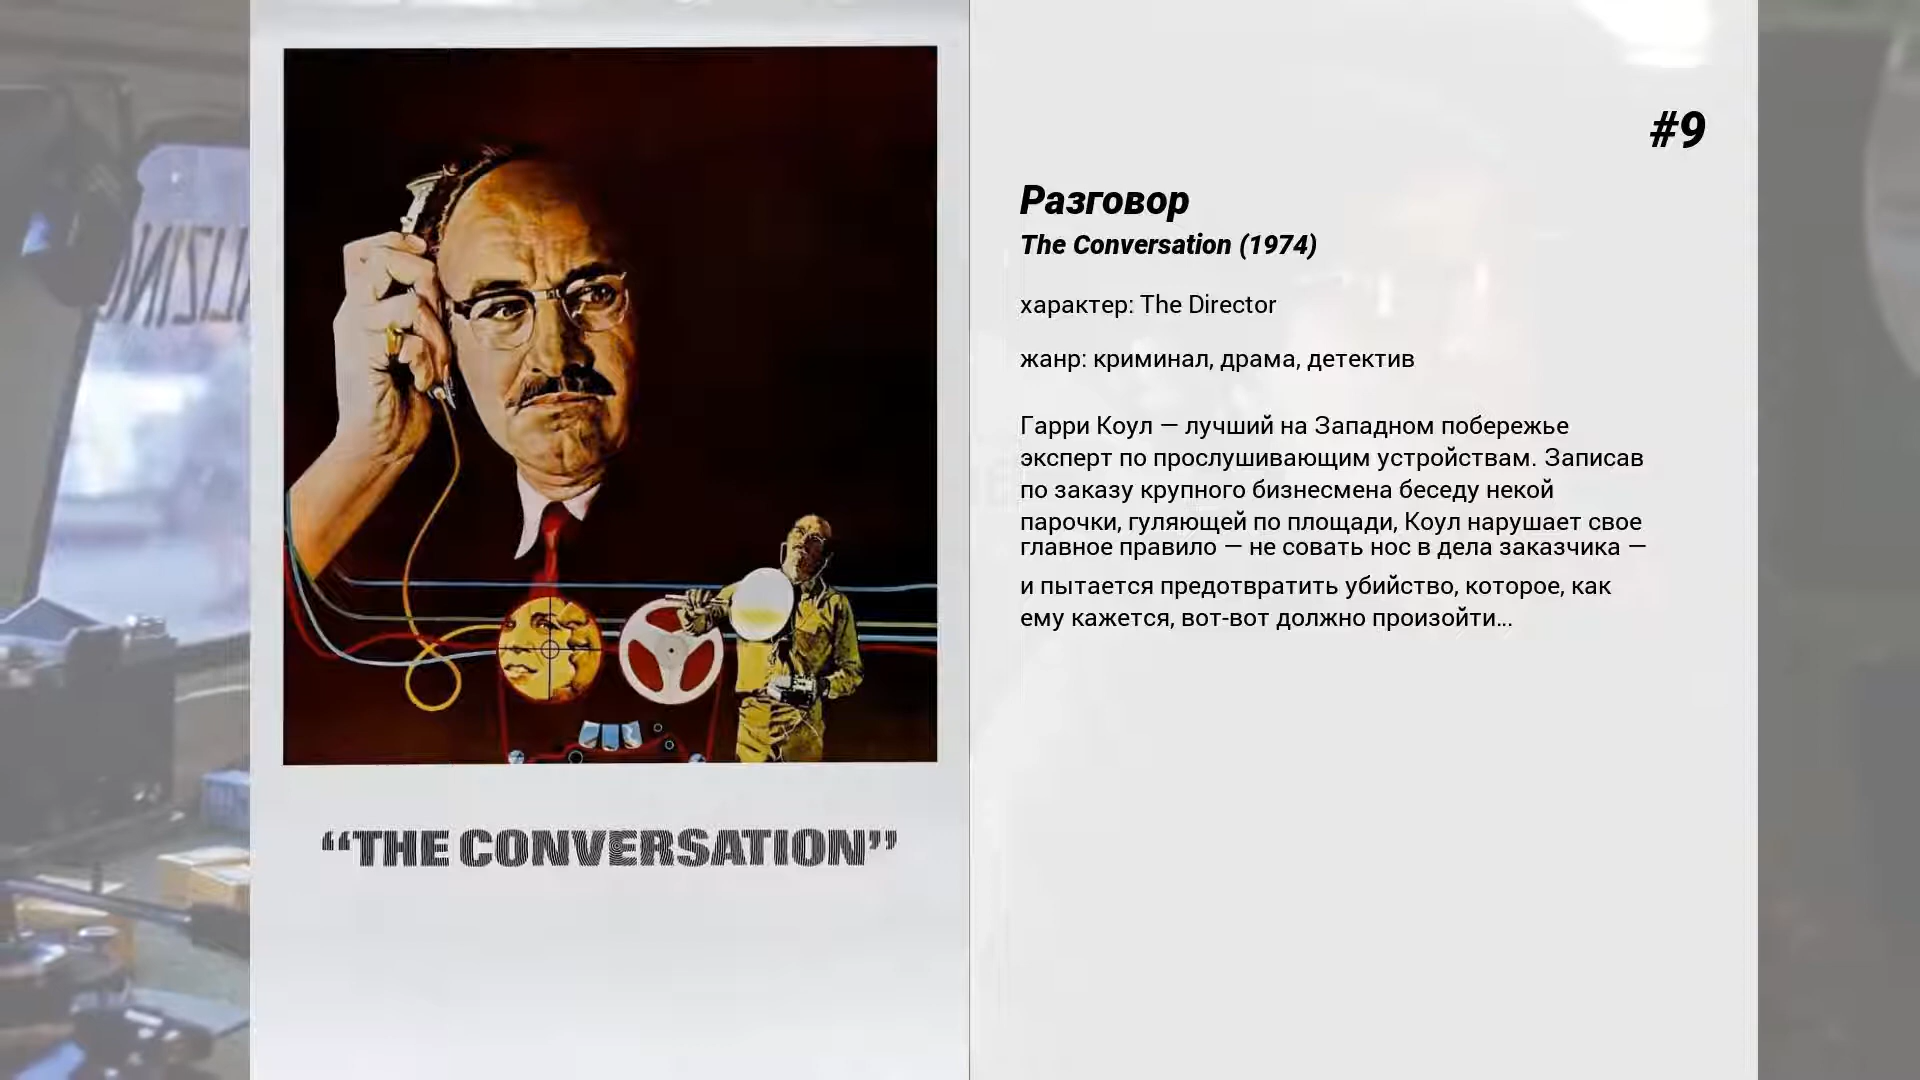 #9
Разговор
The Conversation (1974)
характер: The Director
жанр: криминал, драма, детектив
Гарри Коул — лучший на Западном побережье
эксперт по прослушивающим устройствам. Записав
по заказу крупного бизнесмена беседу некой
парочки, гуляющей по площади, Коул нарушает свое
главное правило — не совать нос в дела заказчика —
и пытается предотвратить убийство, которое, как
ему кажется, вот-вот должно произойти...
“THE CONVERSATION”